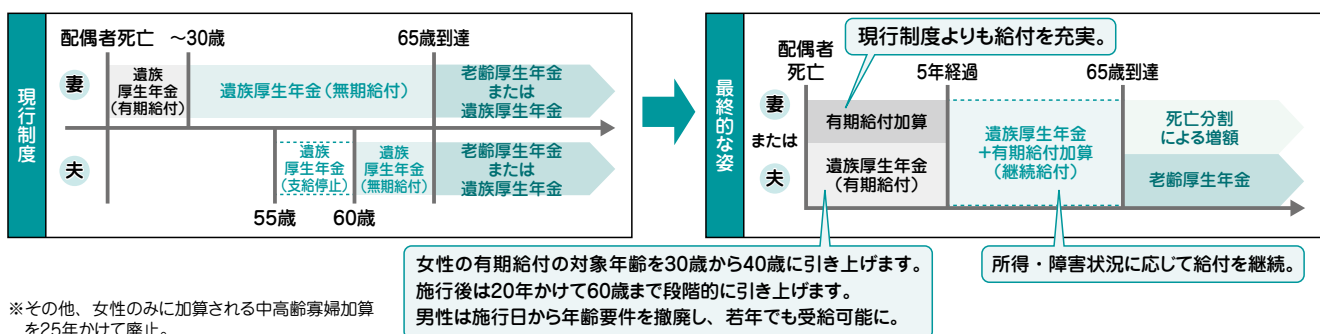 現行制度
配偶者死亡 ～30歳 65歳到達
妻
遺族
厚生年金
(有期給付)
遺族厚生年金(無期給付)
老齢厚生年金
または
遺族厚生年金
夫
遺族
厚生年金
(支給停止)
遺族
厚生年金
(無期給付)
老齢厚生年金
または
遺族厚生年金
55歳 60歳
※その他、女性のみに加算される中高齢寡婦加算
を25年かけて廃止。
最終的な姿
現行制度よりも給付を充実。
配偶者
死亡
5年経過 65歳到達
妻
または
夫
有期給付加算
遺族厚生年金
(有期給付)
遺族厚生年金
+有期給付加算
(継続給付)
死亡分割
による増額
老齢厚生年金
女性の有期給付の対象年齢を30歳から40歳に引き上げます。
施行後は20年かけて60歳まで段階的に引き上げます。
男性は施行日から年齢要件を撤廃し、若年でも受給可能に。
所得・障害状況に応じて給付を継続。